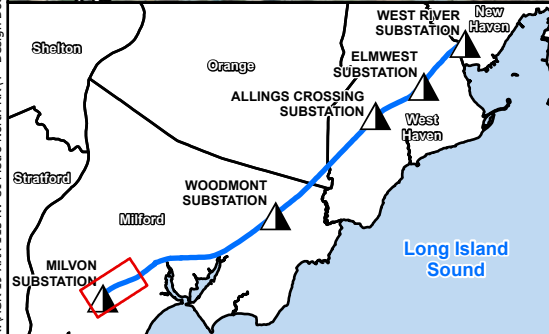 WEST RIVER
SUBSTATION
New
Haven
Shelton
Orange
ELMWEST
SUBSTATION
ALLINGS CROSSING
SUBSTATION
West
Haven
Stratford
WOODMONT
SUBSTATION
Milford
Long Island
Sound
MILVON
SUBSTATION